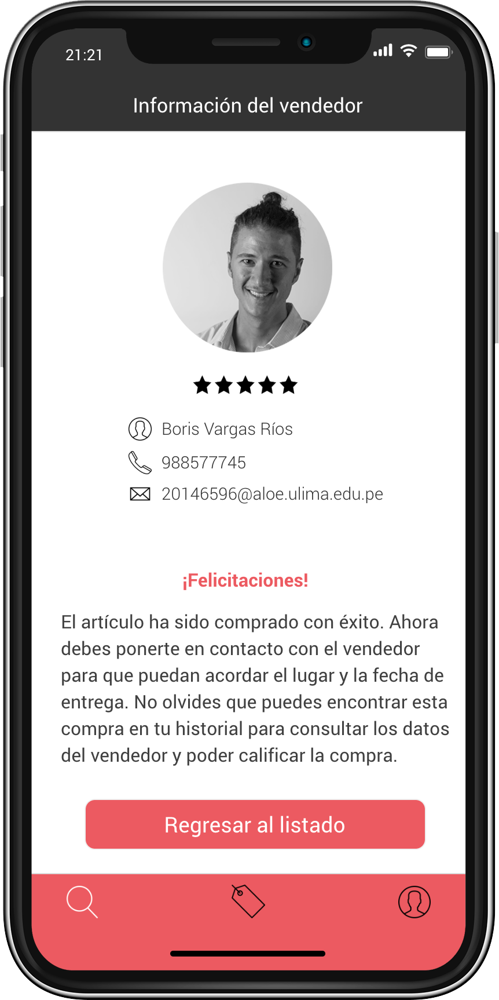 21:21
Información del vendedor
Boris Vargas Ríos
988577745
20146596@aloe.ulima.edu.pe
¡Felicitaciones!
El artículo ha sido comprado con éxito. Ahora
debes ponerte en contacto con el vendedor
para que puedan acordar el lugar y la fecha de
entrega. No olvides que puedes encontrar esta
compra en tu historial para consultar los datos
del vendedor y poder calificar la compra.
Regresar al listado